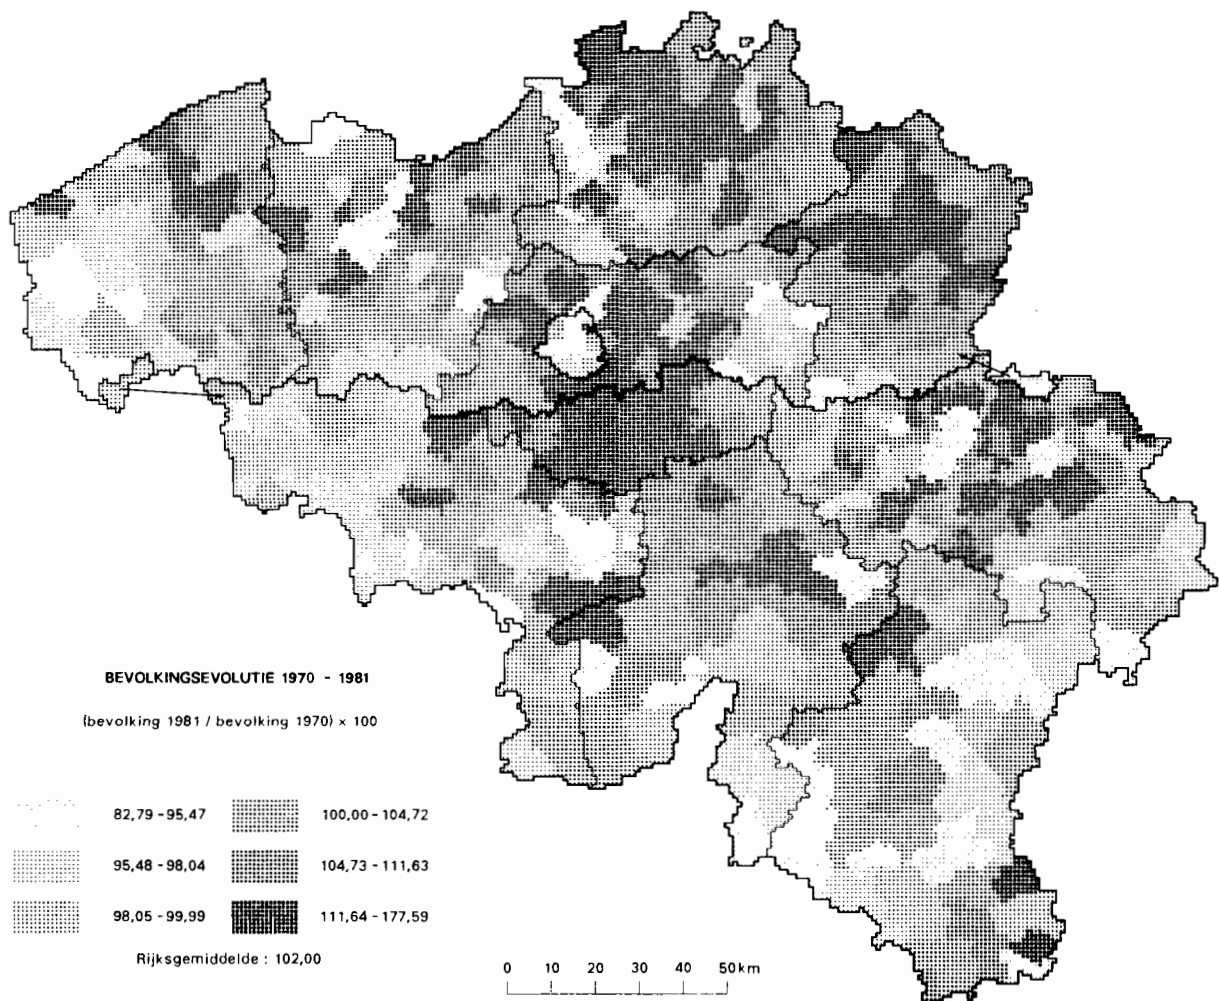 BEVOLKINGSEVOLUTIE 1970 - 1981
(bevolking 1981 / bevolking 1970) × 100
82,79 - 95,47
100,00 - 104,72
95,48 - 98,04
104,73 - 111,63
98,05 - 99,99
111,64 - 177,59
Rijksgemiddelde : 102,00
0 10 20 30 40 50 km